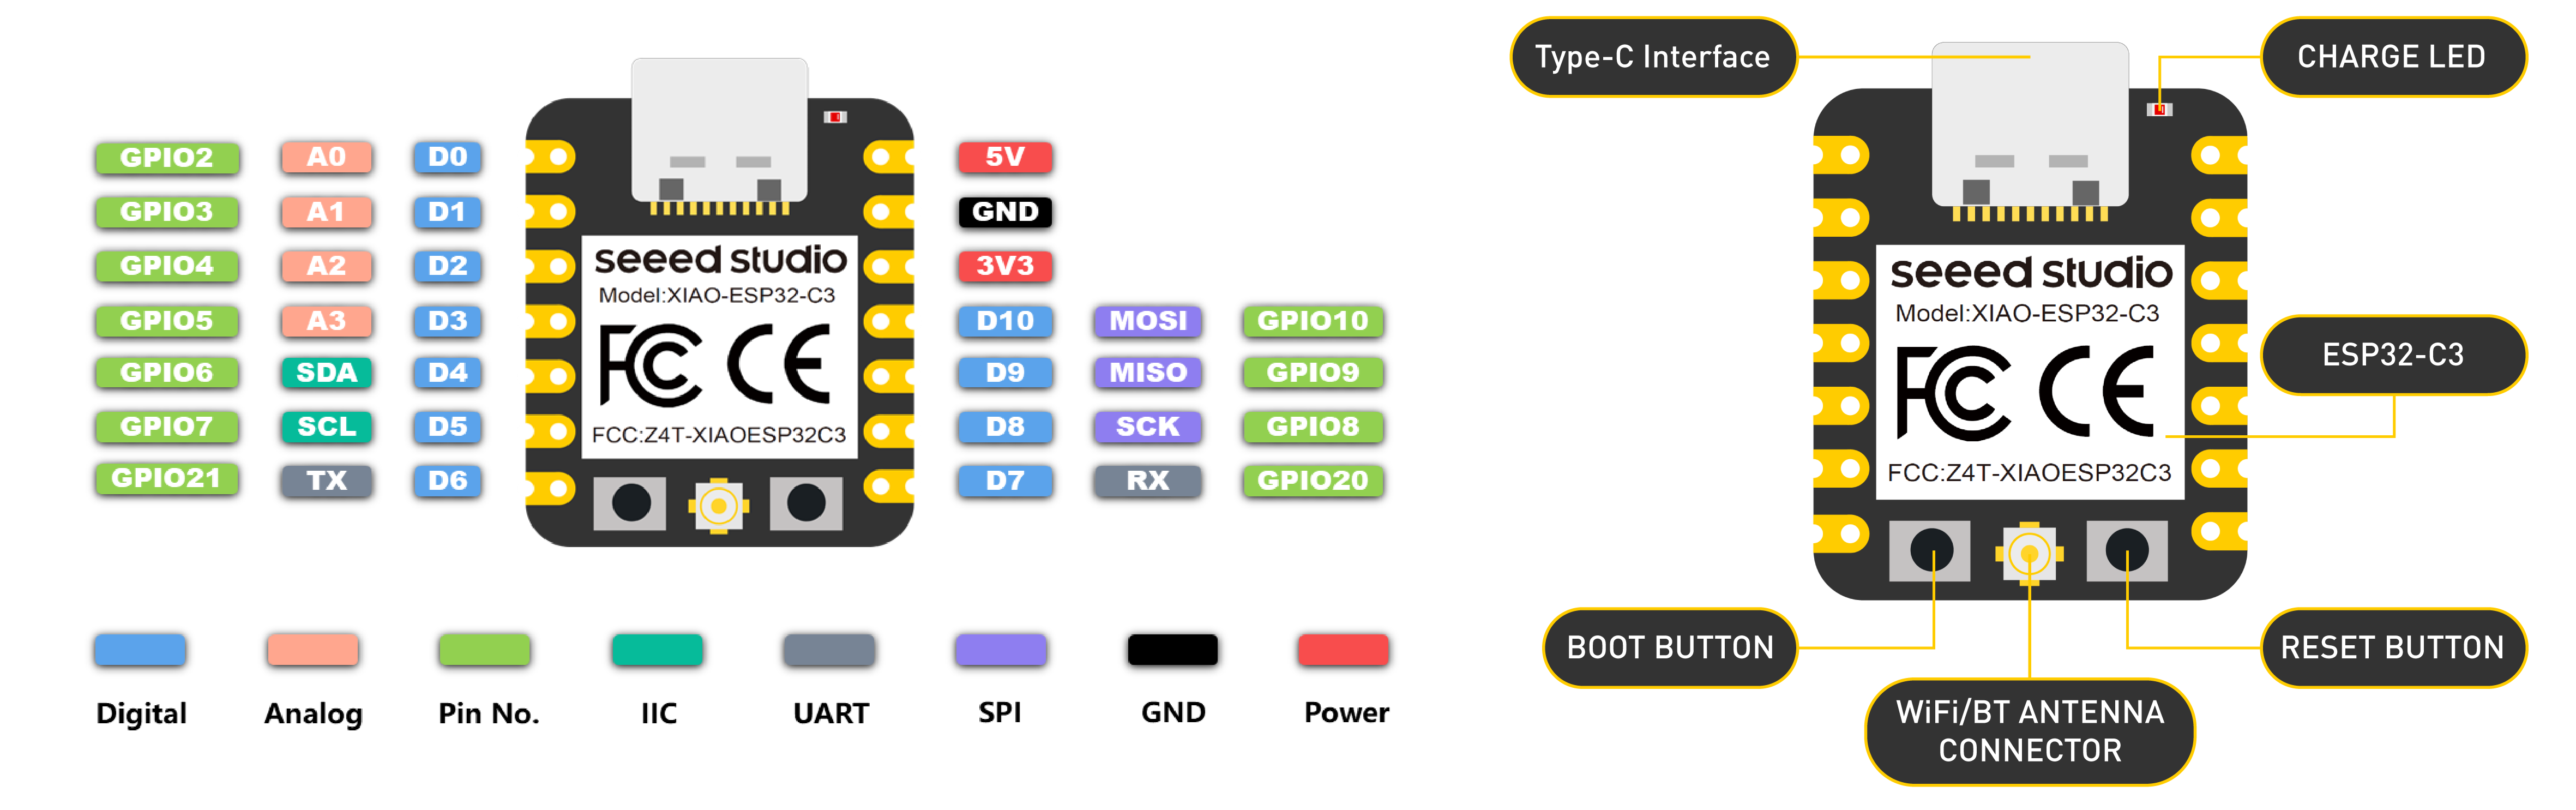 GPIO2 A0 D0 5V
GPIO3 A1 D1 GND
GPIO4 A2 D2 3V3
GPIO5 A3 D3 D10 MOSI GPIO10
GPIO6 SDA D4 D9 MISO GPIO9
GPIO7 SCL D5 D8 SCK GPIO8
GPIO21 TX D6 D7 RX GPIO20
seeed studio
Model:XIAO-ESP32-C3
FC CE
FCC:Z4T-XIAOESP32C3
Digital Analog Pin No. IIC UART SPI GND Power
Type-C Interface
CHARGE LED
seeed studio
Model:XIAO-ESP32-C3
FC CE
FCC:Z4T-XIAOESP32C3
ESP32-C3
BOOT BUTTON
RESET BUTTON
WiFi/BT ANTENNA
CONNECTOR